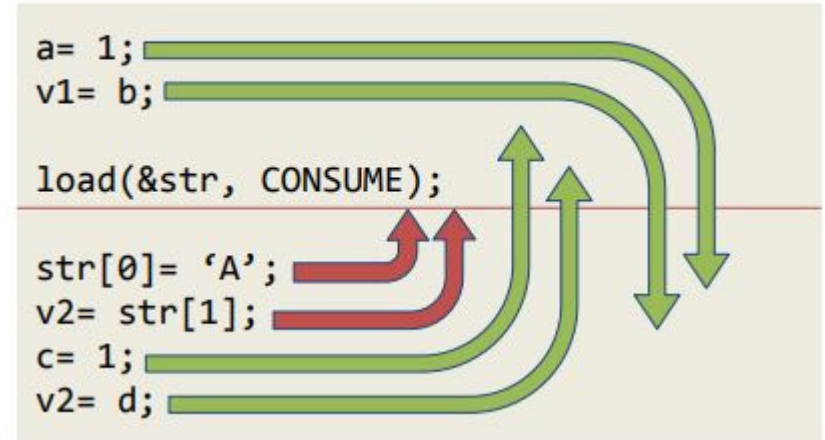 a= 1;
v1= b;
load(&str, CONSUME);
str[0]= ‘A’;
v2= str[1];
c= 1;
v2= d;